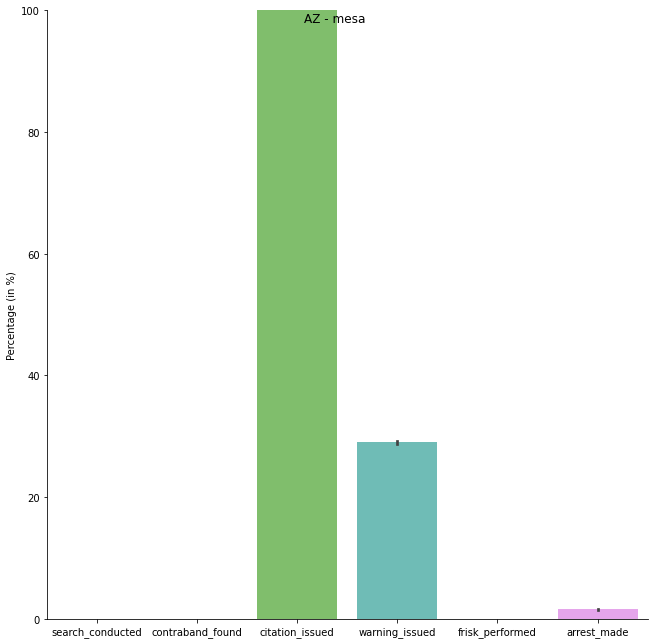 AZ - mesa
100
80
60
40
20
0
Percentage (in %)
search_conducted contraband_found citation_issued warning_issued frisk_performed arrest_made